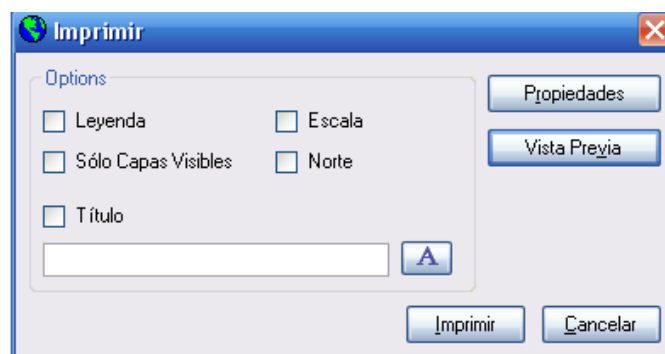 Imprimir
Options
Propiedades
Leyenda
Escala
Vista Previa
Sólo Capas Visibles
Norte
Título
A
Imprimir
Cancelar